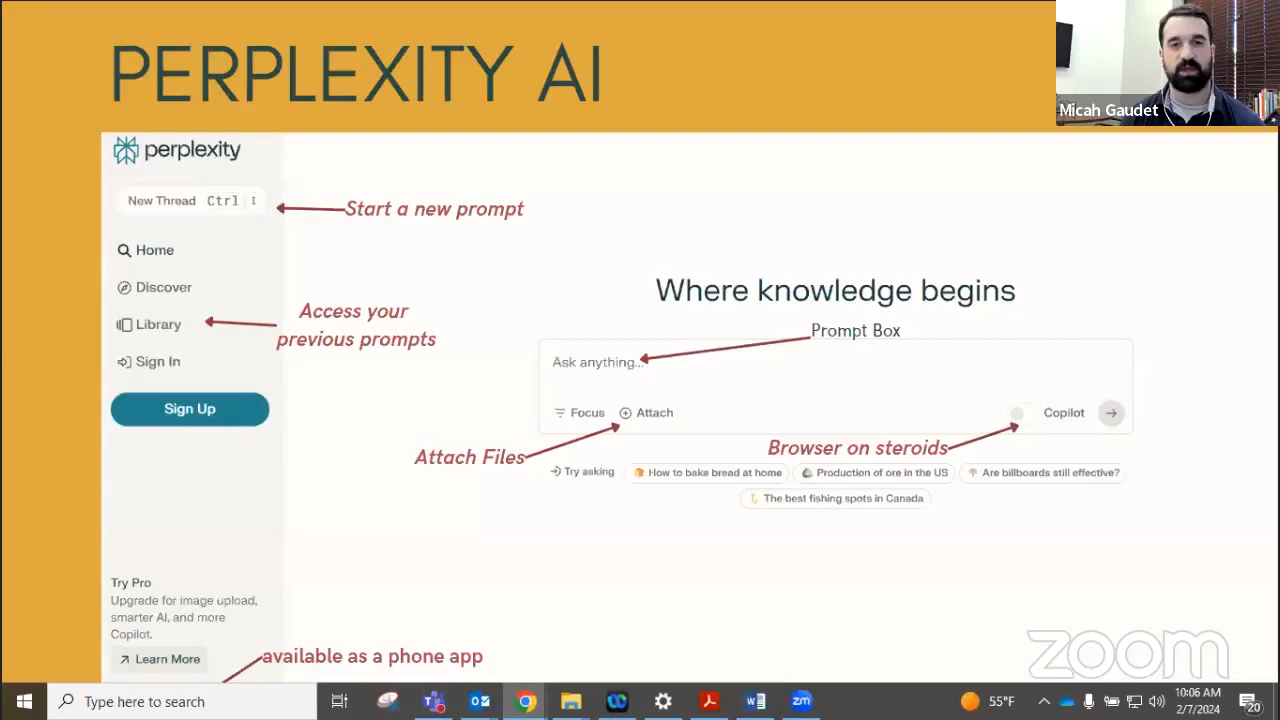 PERPLEXITY AI
Micah Gaudet
perplexity
New Thread Ctrl I
Start a new prompt
Home
Discover
Access your
previous prompts
Library
Sign In
Sign Up
Where knowledge begins
Prompt Box
Ask anything...
Focus Attach Copilot
Attach Files
Browser on steroids
Try asking How to bake bread at home Production of ore in the US Are billboards still effective?
The best fishing spots in Canada
Try Pro
Upgrade for image upload,
smarter AI, and more
Copilot.
Learn More
available as a phone app
zoom
Type here to search
zm
55°F
10:06 AM
2/7/2024
20